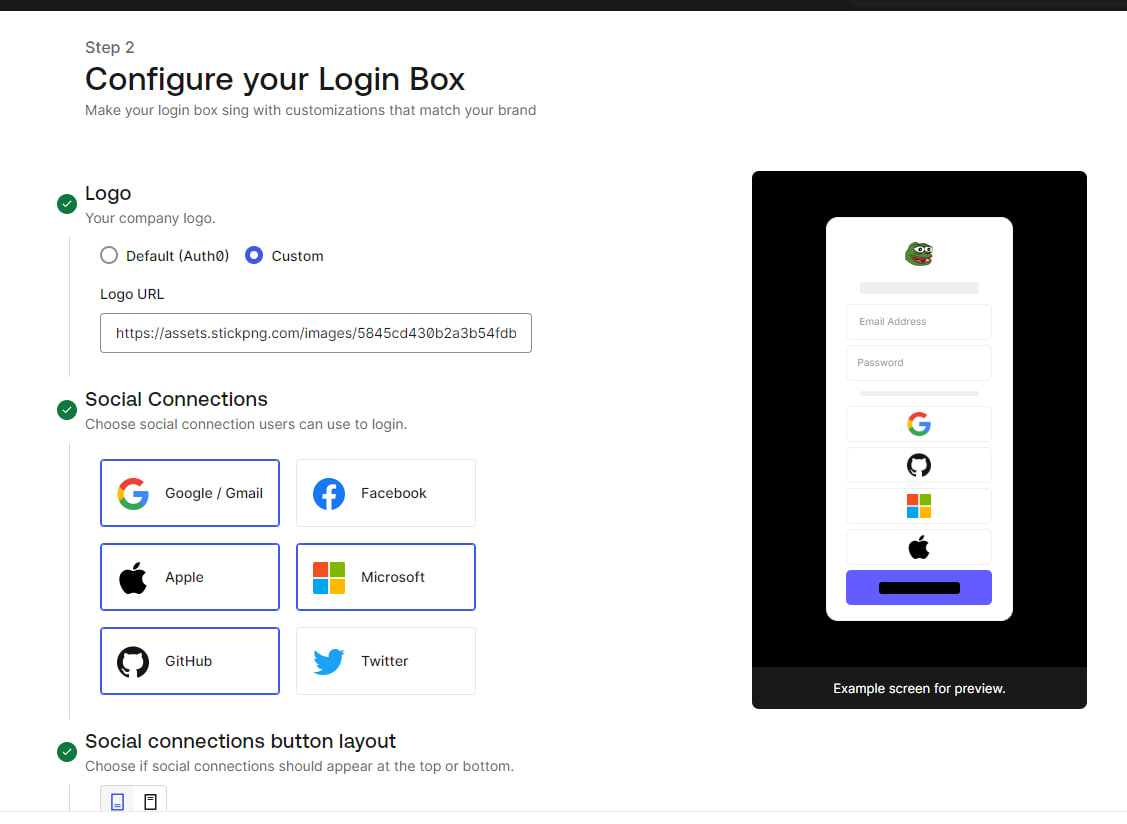 Step 2
Configure your Login Box
Make your login box sing with customizations that match your brand
Logo
Your company logo.
Default (Auth0)
Custom
Logo URL
https://assets.stickpng.com/images/5845cd430b2a3b54fdb
Social Connections
Choose social connection users can use to login.
Google / Gmail
Facebook
Apple
Microsoft
GitHub
Twitter
Social connections button layout
Choose if social connections should appear at the top or bottom.
Email Address
Password
Example screen for preview.